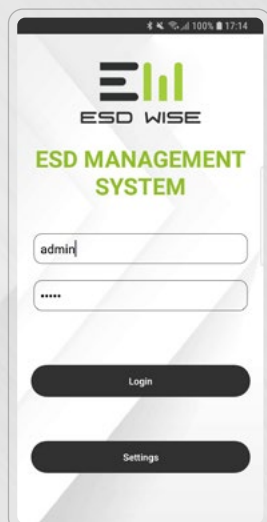 100% 17:14
ESD WISE
ESD MANAGEMENT
SYSTEM
admin
•••••
Login
Settings